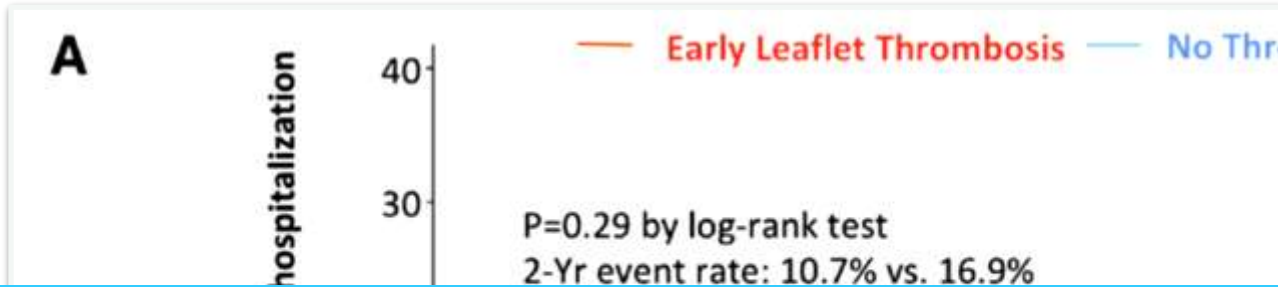 A
Early Leaflet Thrombosis No
40
30
P=0.29 by log-rank test
2-Yr event rate: 10.7% vs. 16.9%